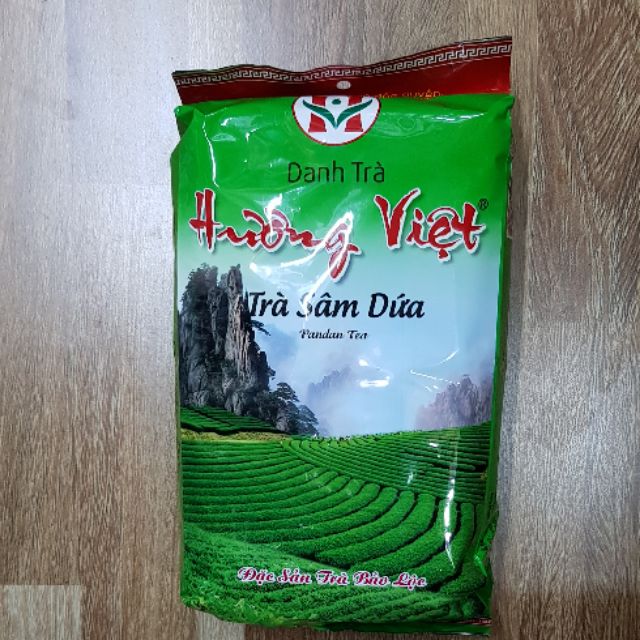 Danh Trà
Hương Việt®
Trà Sâm Dứa
Pandan Tea
Đặc Sản Trà Bảo Lộc